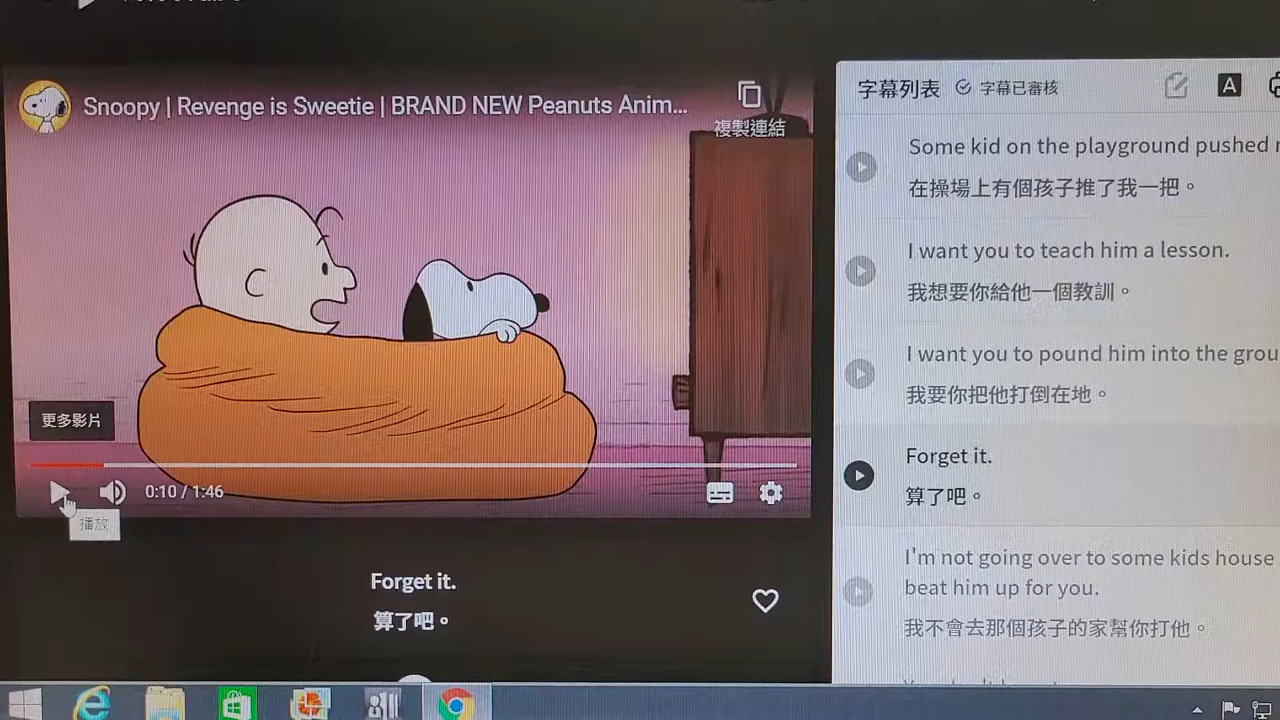 Snoopy | Revenge is Sweetie | BRAND NEW Peanuts Anim...
複製連結
更多影片
0:10 / 1:46
播放
Forget it.
算了吧。
字幕列表 字幕已審核
A
Some kid on the playground pushed
在操場上有個孩子推了我一把。
I want you to teach him a lesson.
我想要你給他一個教訓。
I want you to pound him into the grou
我要你把他打倒在地。
Forget it.
算了吧。
I'm not going over to some kids house
beat him up for you.
我不會去那個孩子的家幫你打他。